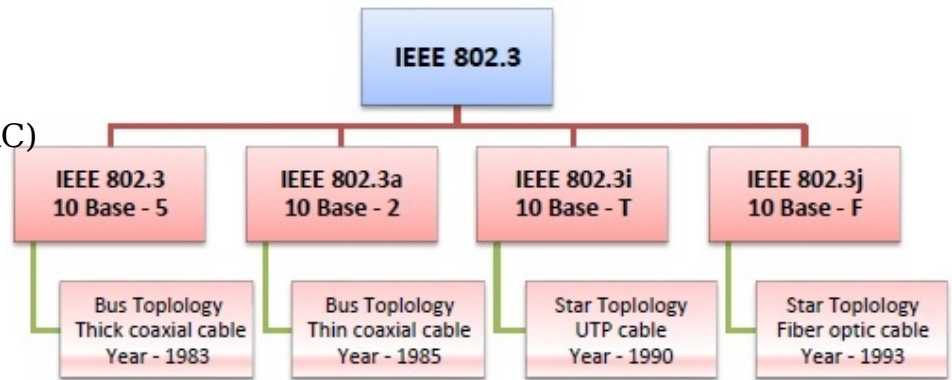 IEEE 802.3
C)
IEEE 802.3
10 Base - 5
IEEE 802.3a
10 Base - 2
IEEE 802.3i
10 Base - T
IEEE 802.3j
10 Base - F
Bus Toplology
Thick coaxial cable
Year - 1983
Bus Toplology
Thin coaxial cable
Year - 1985
Star Toplology
UTP cable
Year - 1990
Star Toplology
Fiber optic cable
Year - 1993